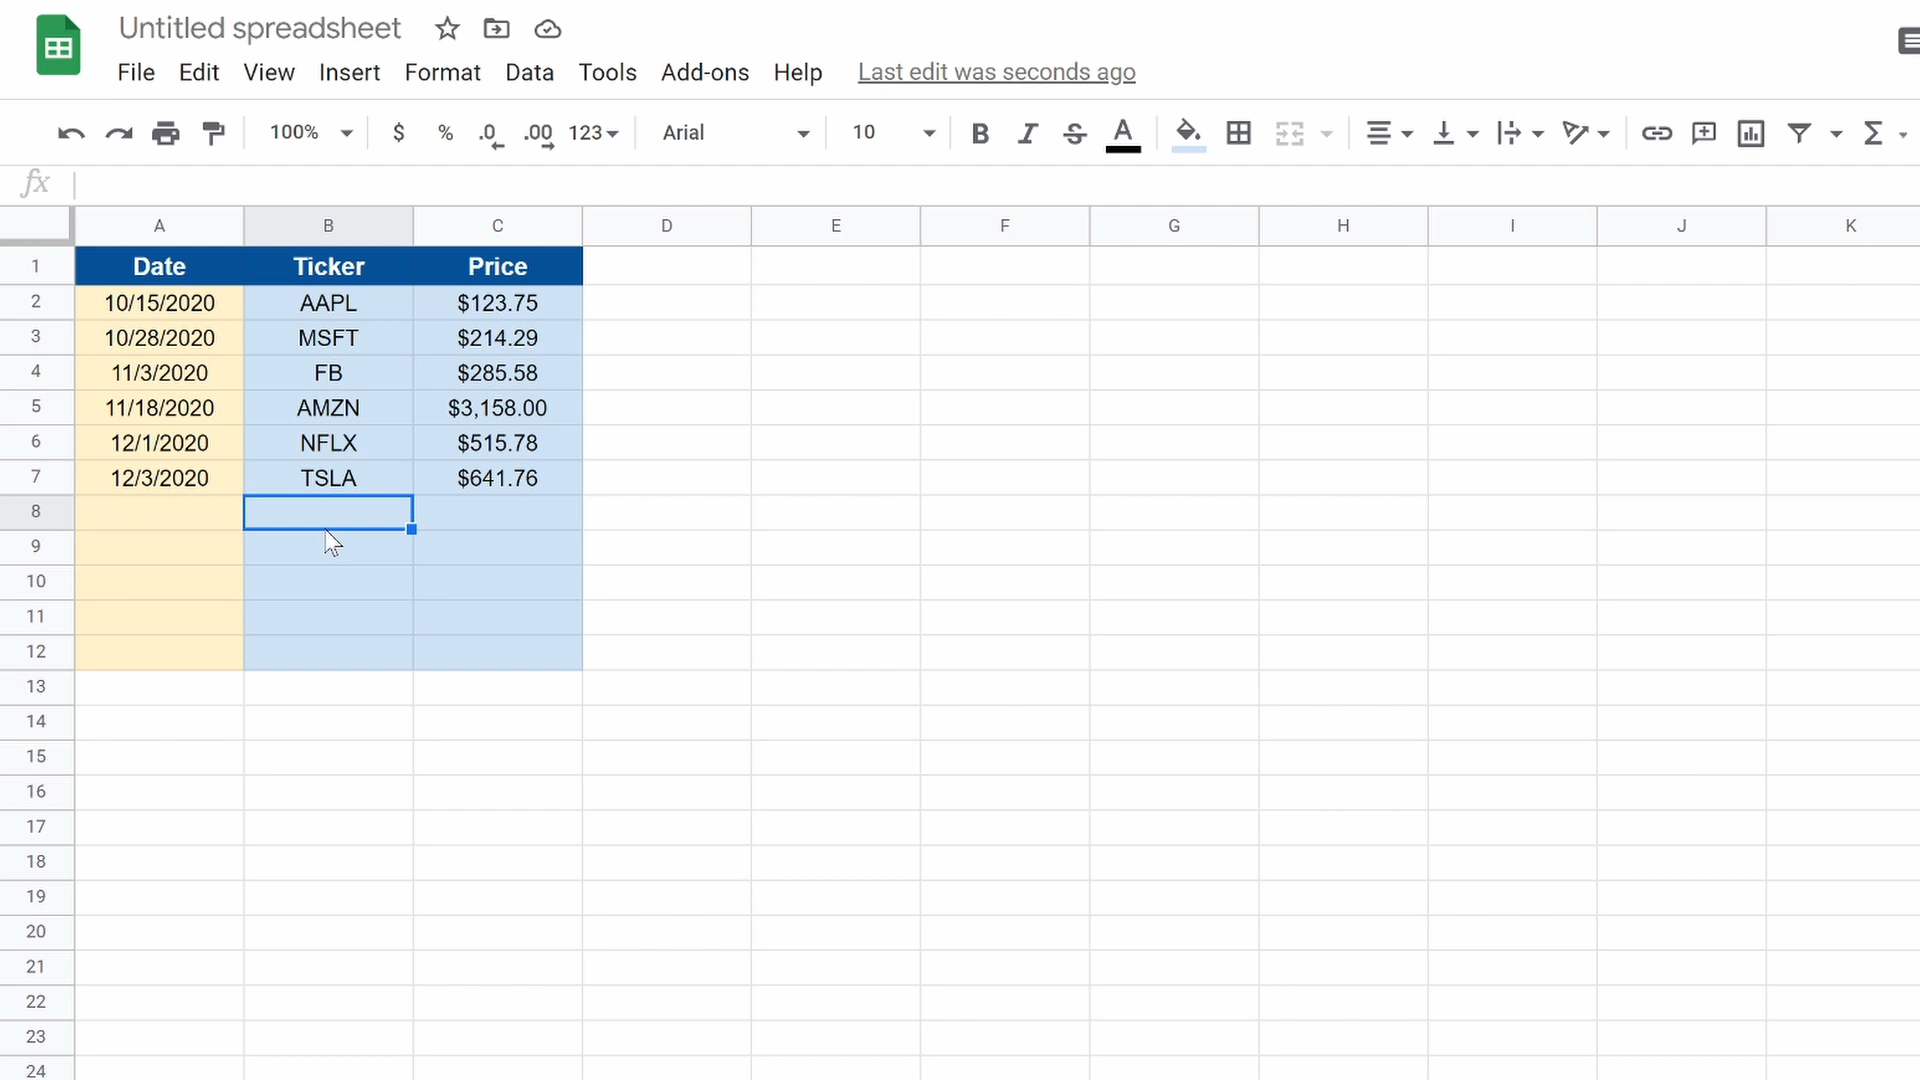 Untitled spreadsheet
File Edit View Insert Format Data Tools Add-ons Help Last edit was seconds ago
100% $ % .0 .00 123 Arial 10 B I S A Σ
fx
A B C D E F G H I J K
1 Date Ticker Price
2 10/15/2020 AAPL $123.75
3 10/28/2020 MSFT $214.29
4 11/3/2020 FB $285.58
5 11/18/2020 AMZN $3,158.00
6 12/1/2020 NFLX $515.78
7 12/3/2020 TSLA $641.76
8
9
10
11
12
13
14
15
16
17
18
19
20
21
22
23
24